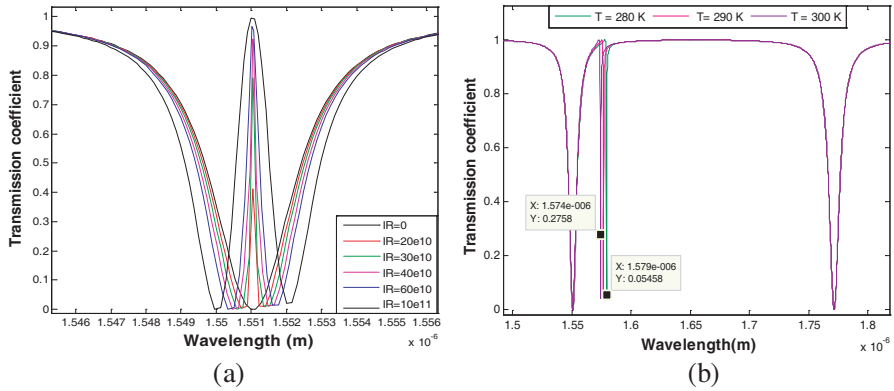 1
0.9
0.8
0.7
0.6
0.5
0.4
0.3
0.2
0.1
0
Transmission coefficient
IR=0
IR=20e10
IR=30e10
IR=40e10
IR=60e10
IR=10e11
1.546 1.547 1.548 1.549 1.55 1.551 1.552 1.553 1.554 1.555 1.556
Wavelength (m)
x 10⁻⁶
(a)
T = 280 K T= 290 K T = 300 K
1
0.8
0.6
0.4
0.2
0
Transmission coefficient
X: 1.574e-006
Y: 0.2758
X: 1.579e-006
Y: 0.05458
1.5 1.55 1.6 1.65 1.7 1.75 1.8
Wavelength(m)
x 10⁻⁶
(b)